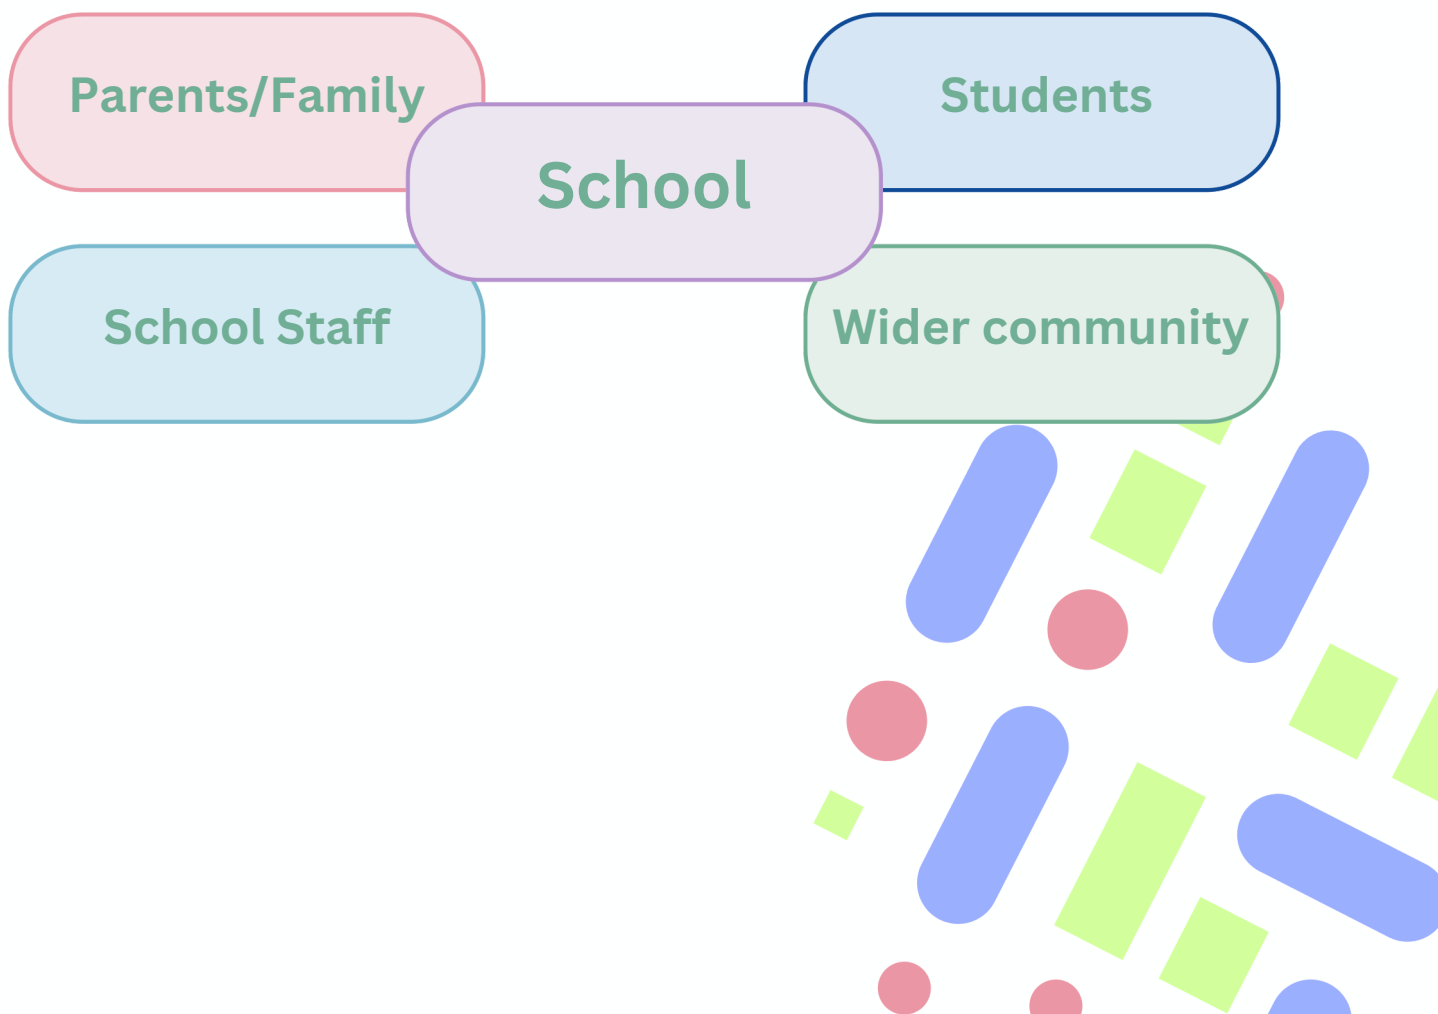 Parents/Family
Students
School
School Staff
Wider community